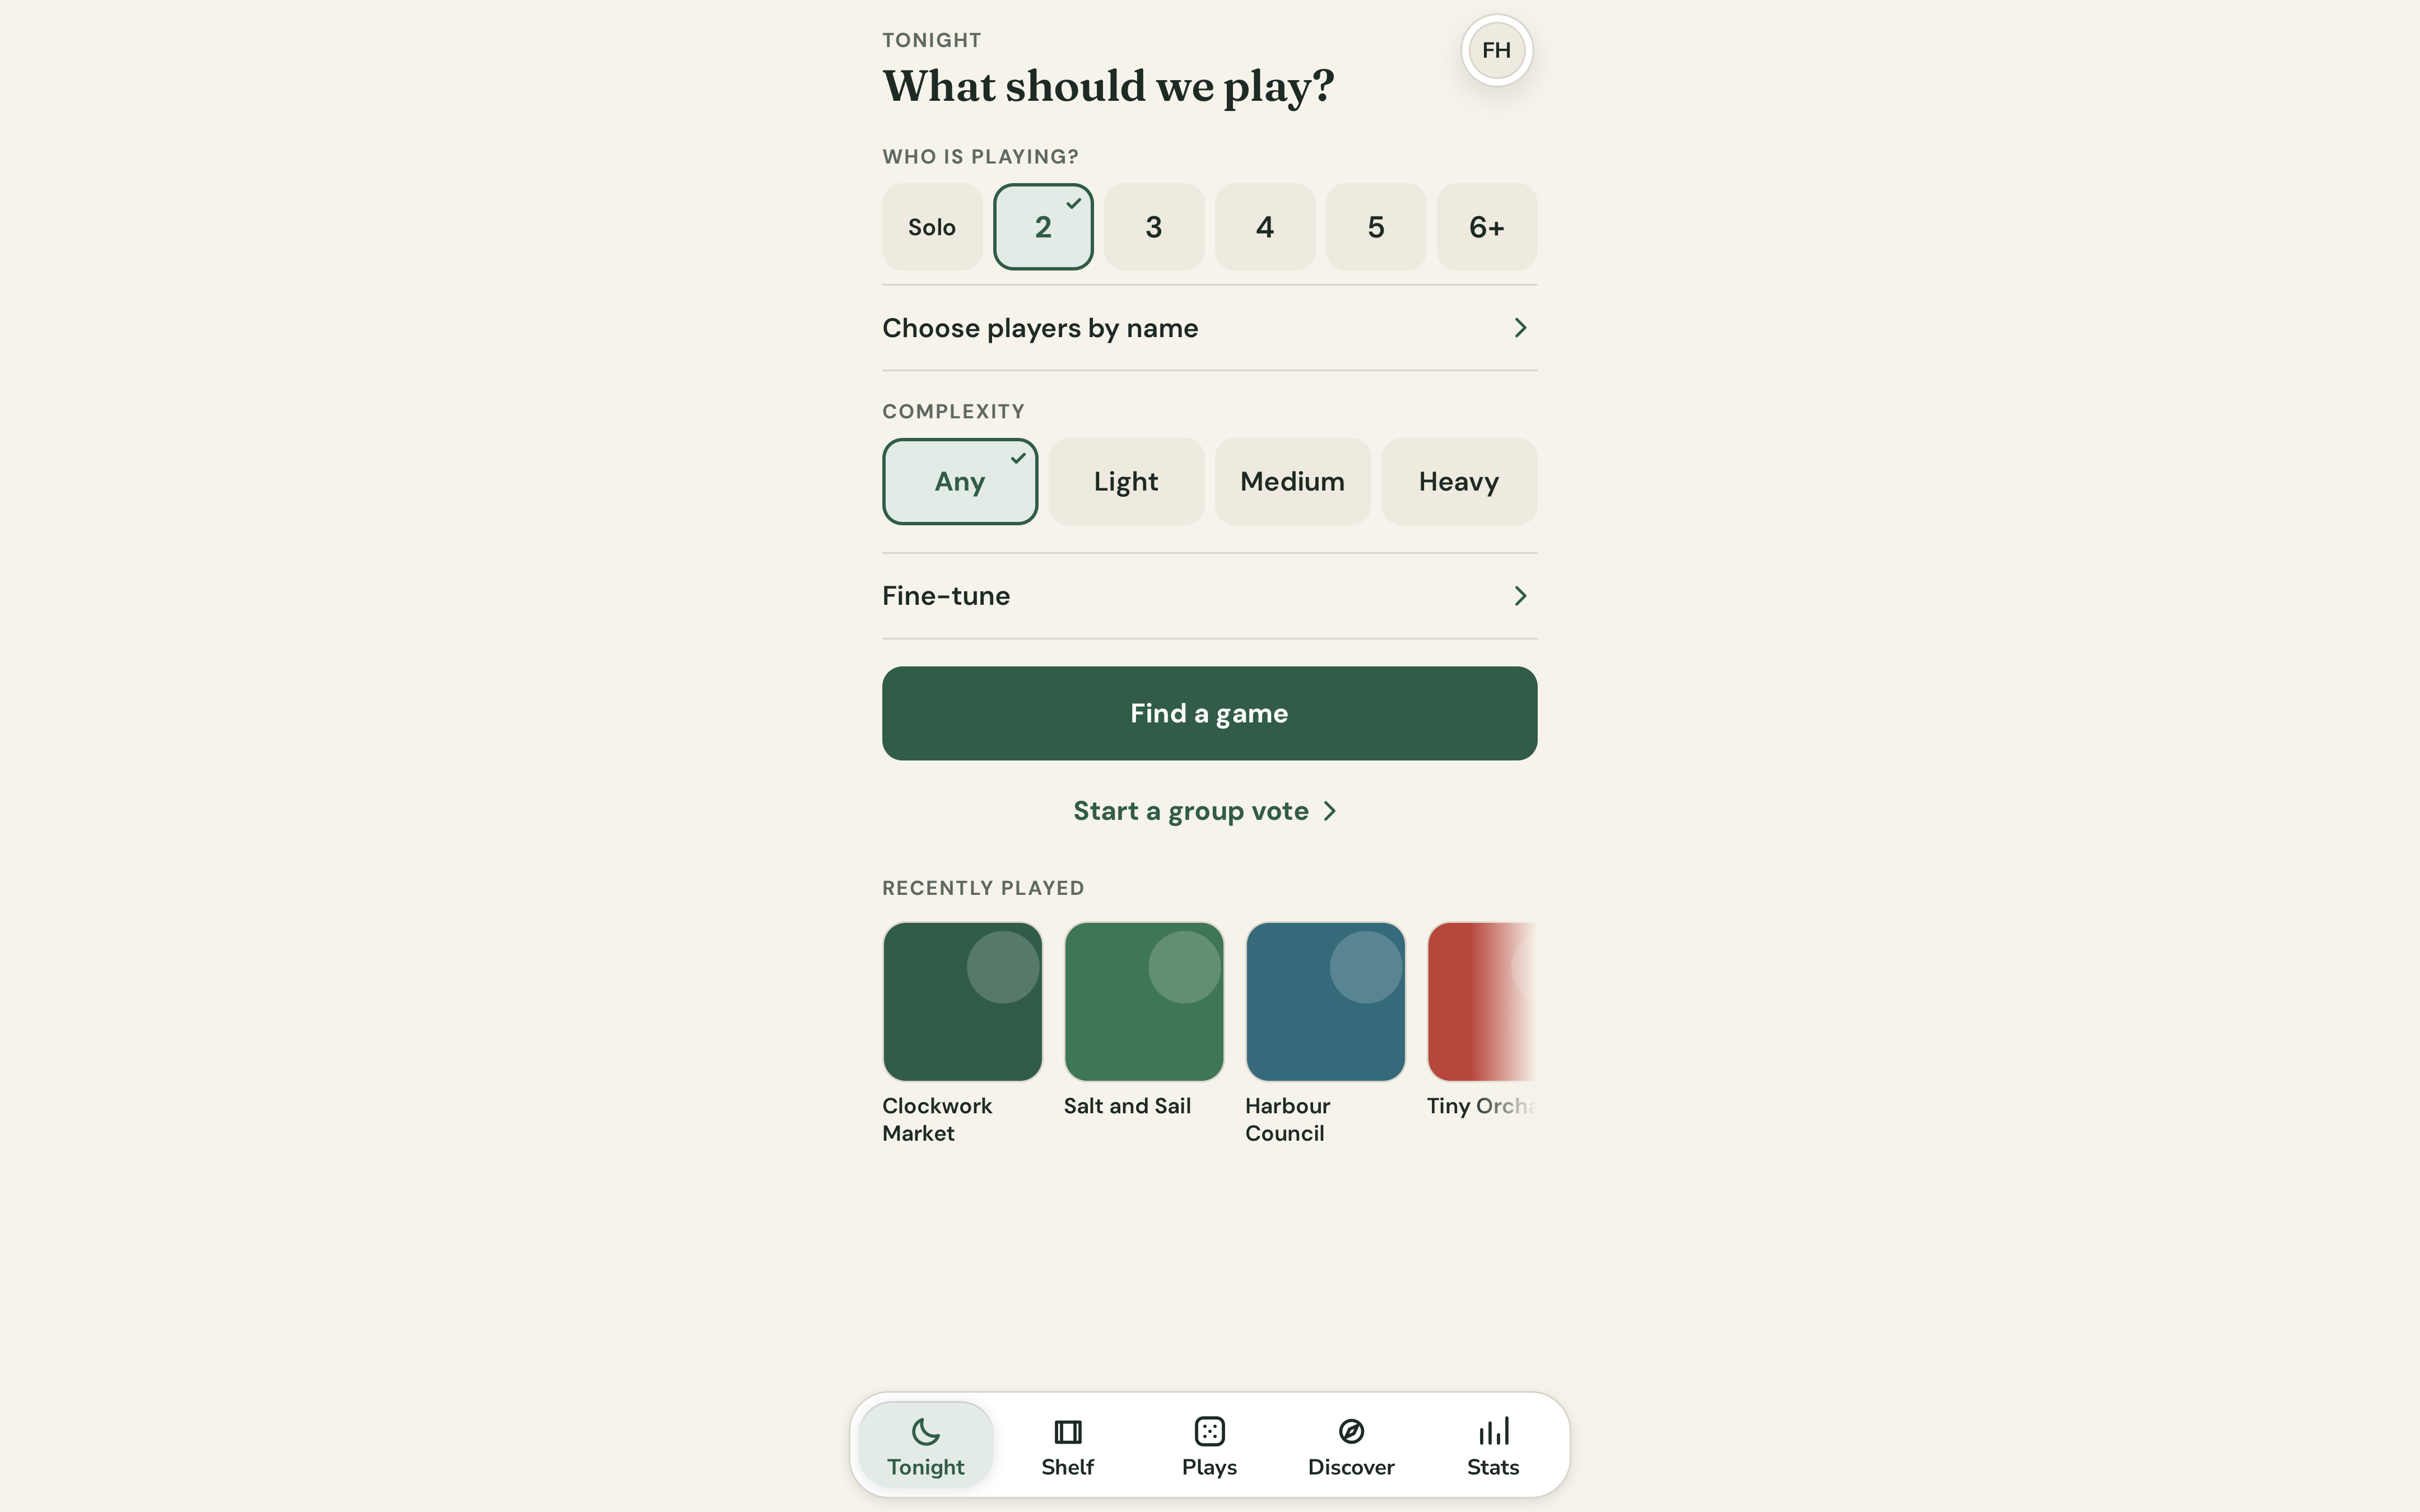 TONIGHT
FH
What should we play?
WHO IS PLAYING?
Solo
2
3
4
5
6+
Choose players by name
COMPLEXITY
Any
Light
Medium
Heavy
Fine-tune
Find a game
Start a group vote
RECENTLY PLAYED
Clockwork
Market
Salt and Sail
Harbour
Council
Tiny
Tonight
Shelf
Plays
Discover
Stats